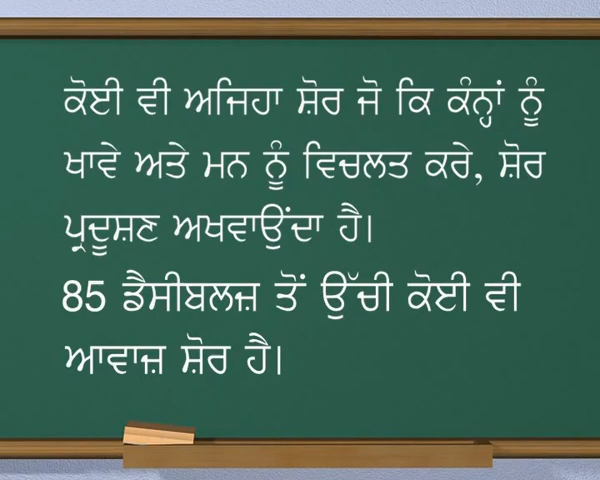 ਕੋਈ ਵੀ ਅਜਿਹਾ ਸ਼ੋਰ ਜੋ ਕਿ ਕੰਨ੍ਹਾਂ ਨੂੰ
ਖਾਵੇ ਅਤੇ ਮਨ ਨੂੰ ਵਿਚਲਤ ਕਰੇ, ਸ਼ੋਰ
ਪ੍ਰਦੂਸ਼ਣ ਅਖਵਾਉਂਦਾ ਹੈ।
85 ਡੈਸੀਬਲਜ਼ ਤੋਂ ਉੱਚੀ ਕੋਈ ਵੀ
ਆਵਾਜ਼ ਸ਼ੋਰ ਹੈ।